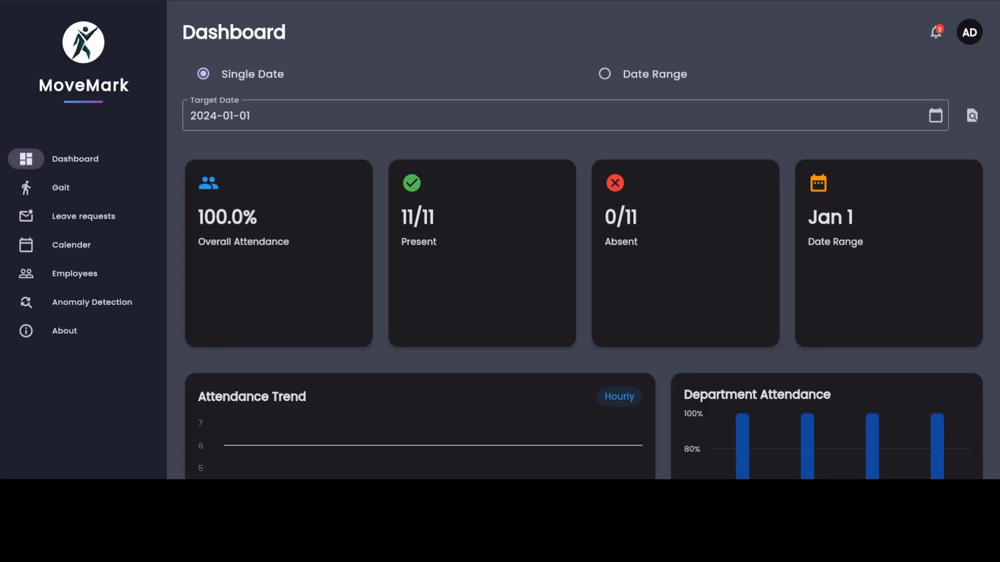 MoveMark
Dashboard
Gait
Leave requests
Calender
Employees
Anomaly Detection
About
Dashboard
2
AD
Single Date
Date Range
Target Date
2024-01-01
100.0%
Overall Attendance
11/11
Present
0/11
Absent
Jan 1
Date Range
Attendance Trend
Hourly
7
6
5
Department Attendance
100%
80%